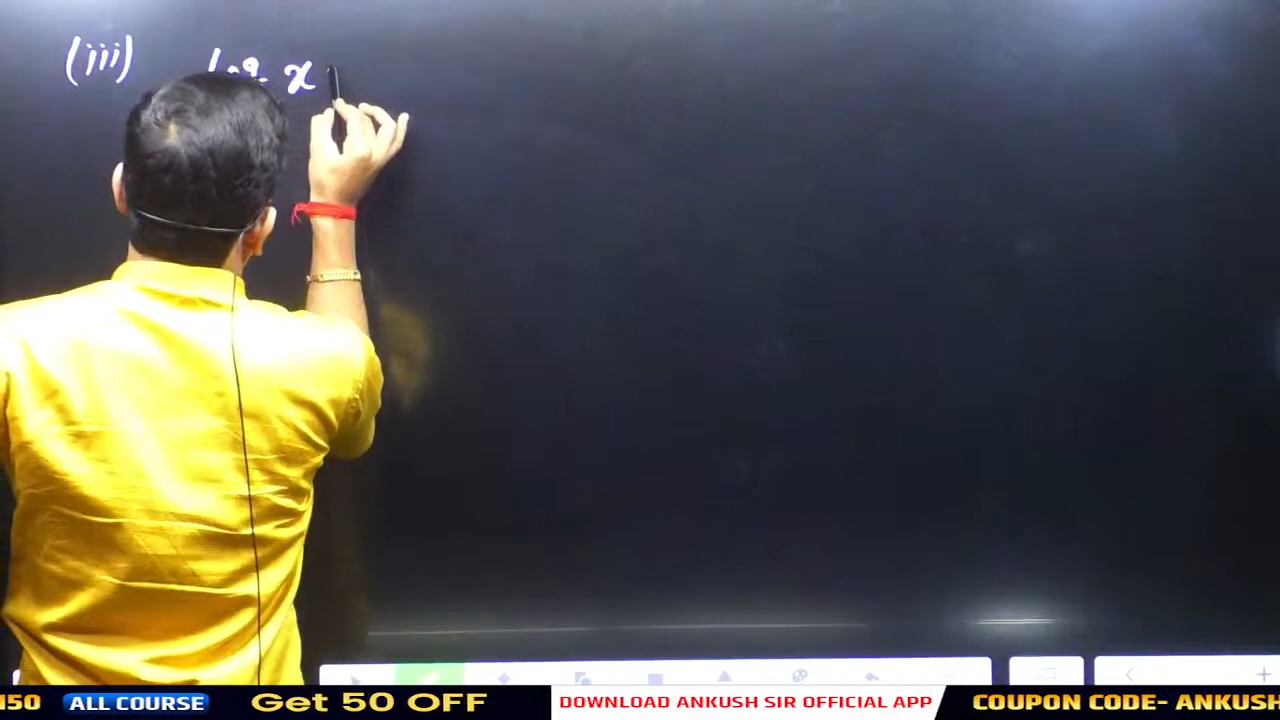 (iii) log x
150 ALL COURSE Get 50 OFF DOWNLOAD ANKUSH SIR OFFICIAL APP COUPON CODE- ANKUSH